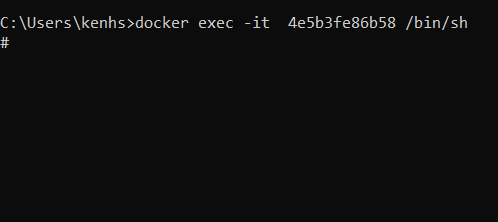 C:\Users\kenhs>docker exec -it  4e5b3fe86b58 /bin/sh
#